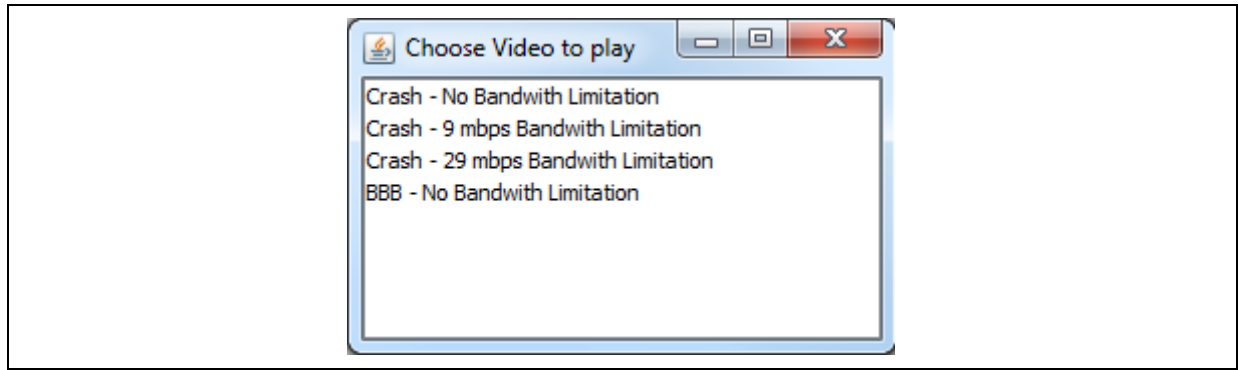 Choose Video to play
Crash - No Bandwith Limitation
Crash - 9 mbps Bandwith Limitation
Crash - 29 mbps Bandwith Limitation
BBB - No Bandwith Limitation